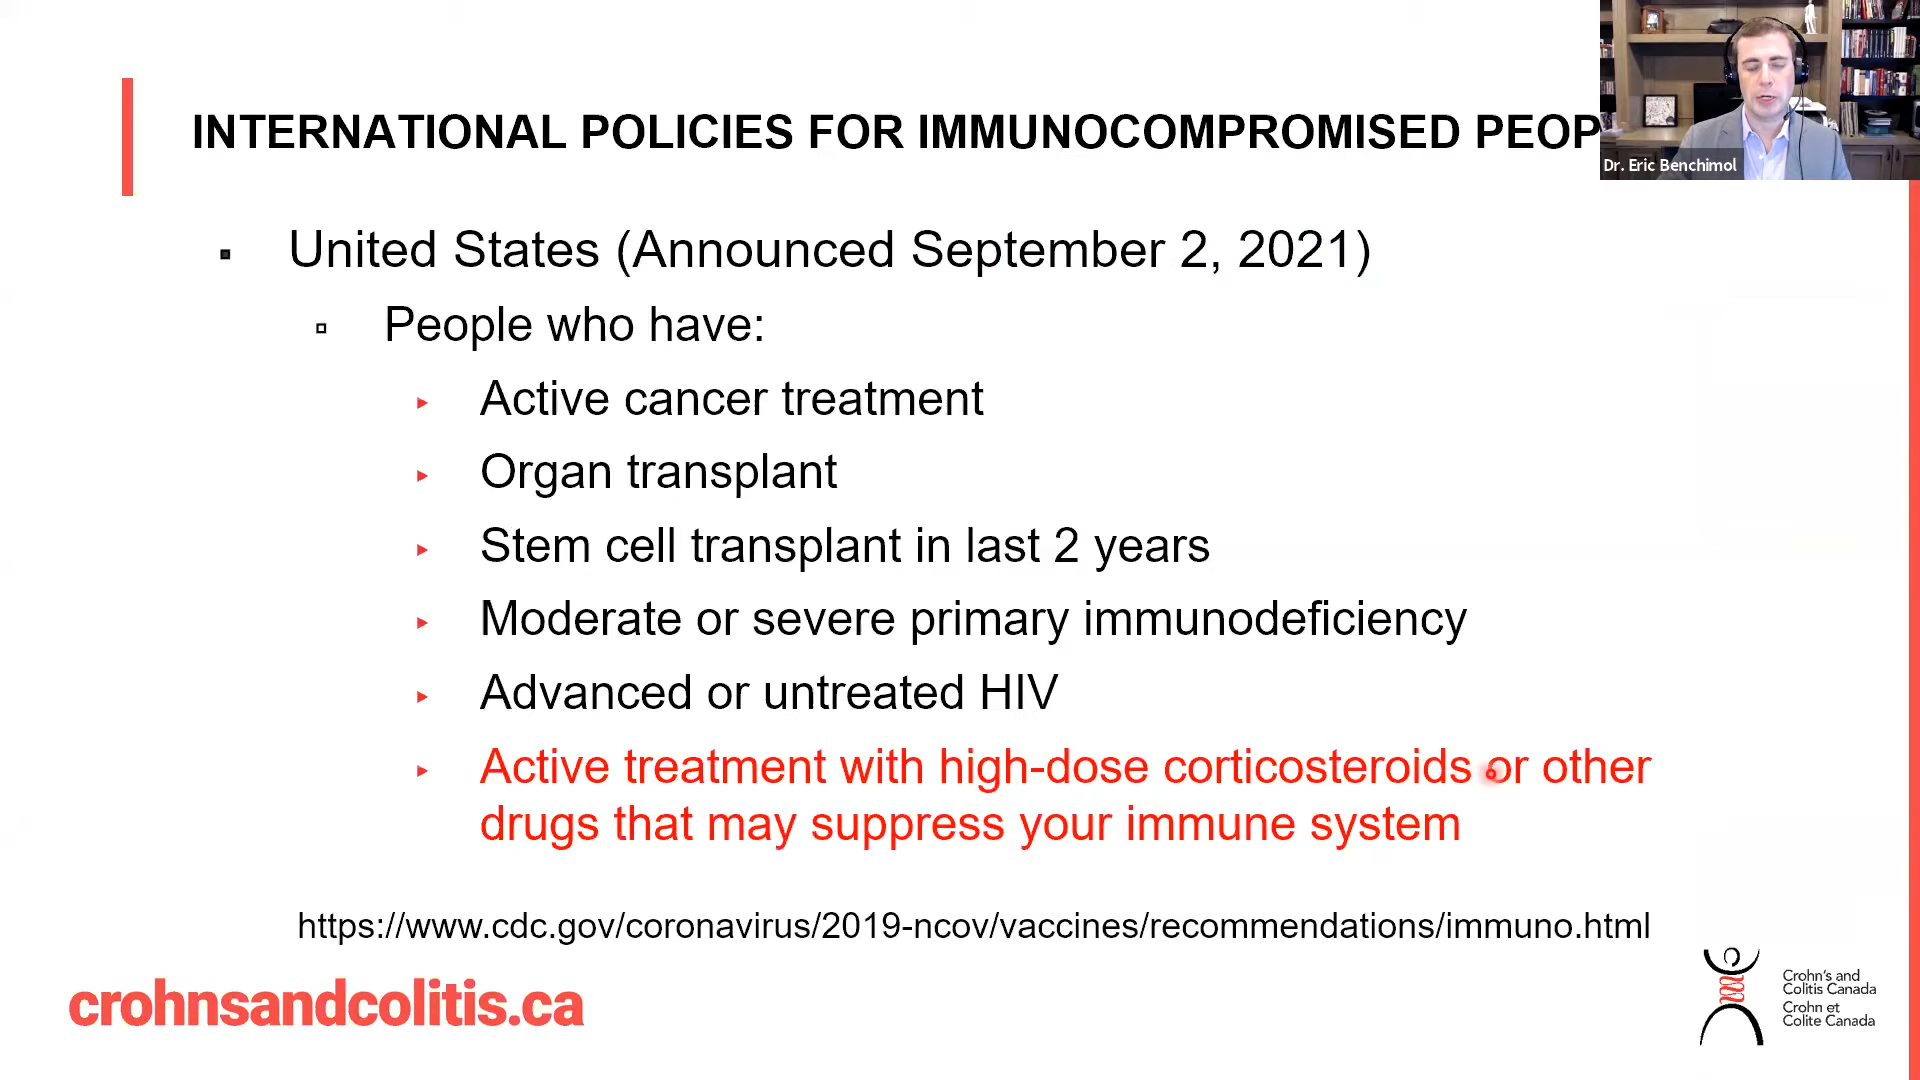 INTERNATIONAL POLICIES FOR IMMUNOCOMPROMISED PEOP
Dr. Eric Benchimol
United States (Announced September 2, 2021)
People who have:
Active cancer treatment
Organ transplant
Stem cell transplant in last 2 years
Moderate or severe primary immunodeficiency
Advanced or untreated HIV
Active treatment with high-dose corticosteroids or other
drugs that may suppress your immune system
https://www.cdc.gov/coronavirus/2019-ncov/vaccines/recommendations/immuno.html
crohnsandcolitis.ca
Crohn's and
Colitis Canada
Crohn et
Colite Canada